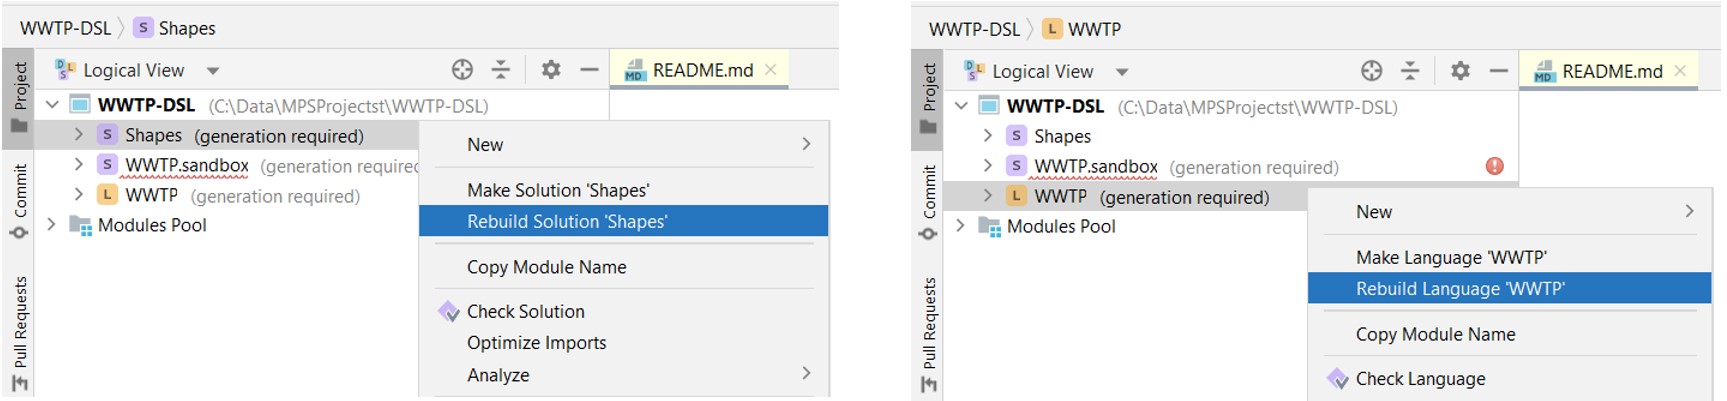 WWTP-DSL S Shapes
Project
Logical View
MD README.md
WWTP-DSL (C:\Data\MPSProjectst\WWTP-DSL)
S Shapes (generation required)
S WWTP.sandbox (generation required
L WWTP (generation required)
Modules Pool
Commit
Pull Requests
New
Make Solution 'Shapes'
Rebuild Solution 'Shapes'
Copy Module Name
Check Solution
Optimize Imports
Analyze
WWTP-DSL L WWTP
Project
Logical View
MD README.md
WWTP-DSL (C:\Data\MPSProjectst\WWTP-DSL)
S Shapes
S WWTP.sandbox (generation required)
L WWTP (generation required)
Modules Pool
Commit
Pull Requests
New
Make Language 'WWTP'
Rebuild Language 'WWTP'
Copy Module Name
Check Language